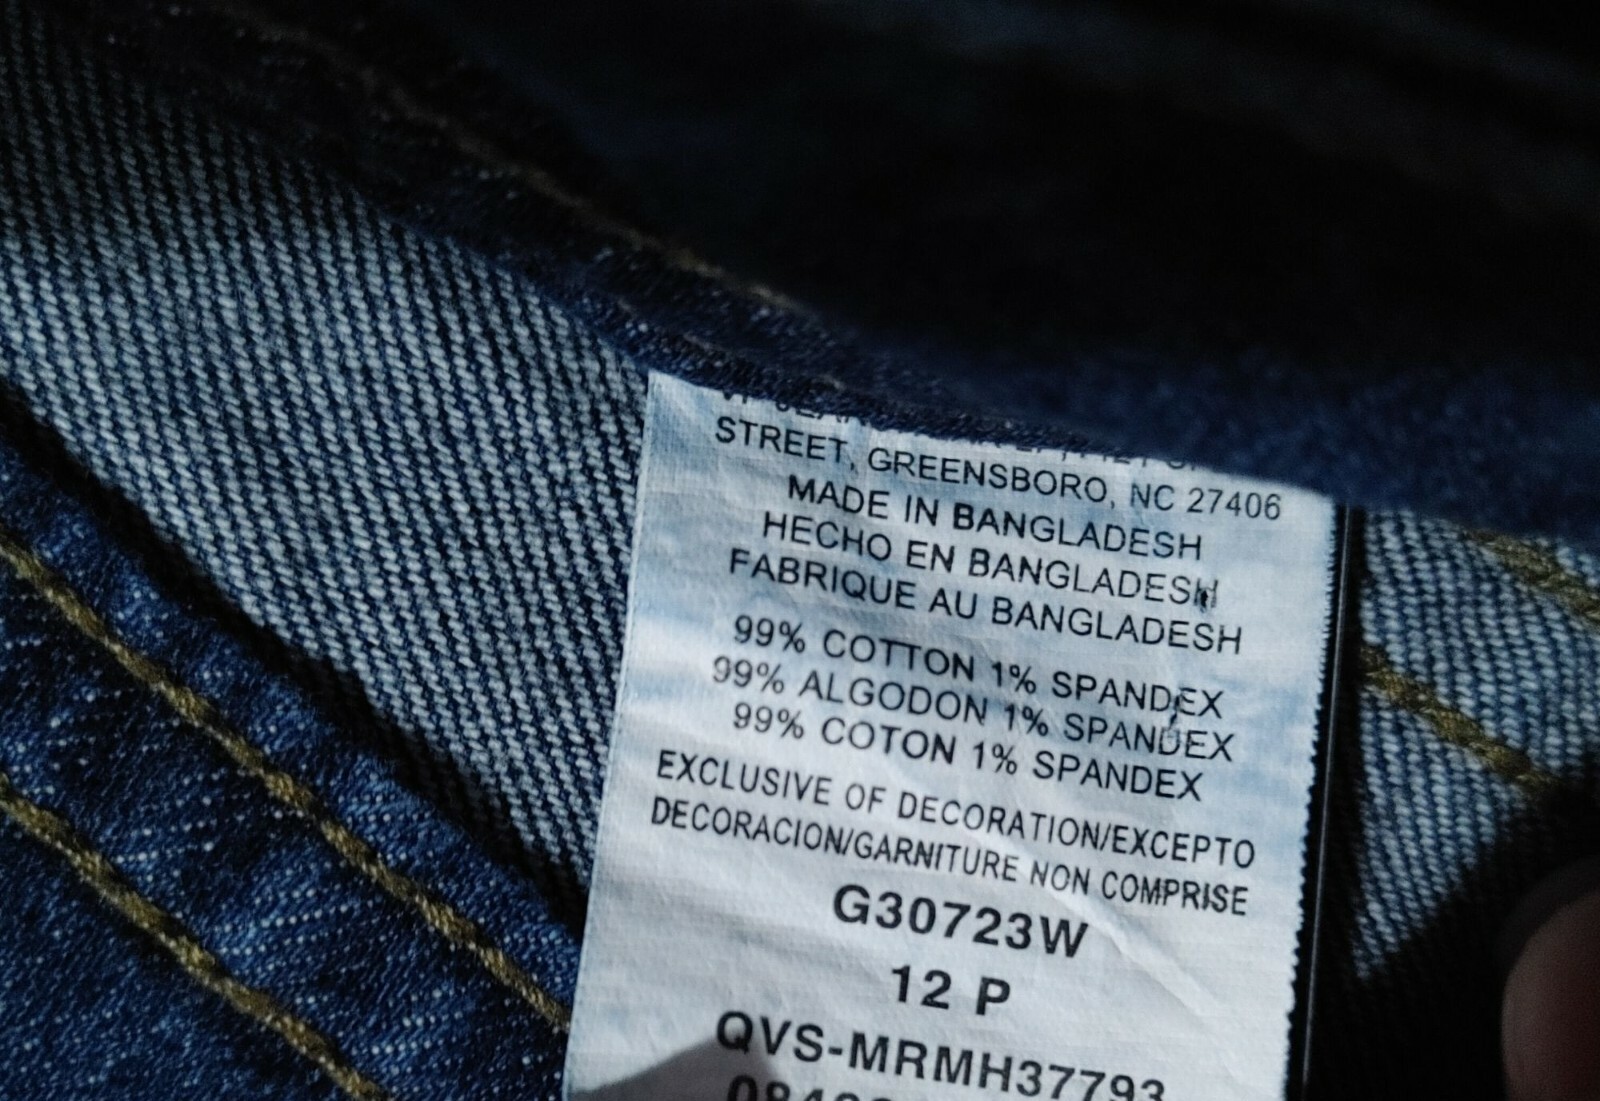 STREET, GREENSBORO, NC 27406
MADE IN BANGLADESH
HECHO EN BANGLADESH
FABRIQUE AU BANGLADESH
99% COTTON 1% SPANDEX
99% ALGODON 1% SPANDEX
99% COTON 1% SPANDEX
EXCLUSIVE OF DECORATION/EXCEPTO
DECORACION/GARNITURE NON COMPRISE
G30723W
12 P
QVS-MRMH37793